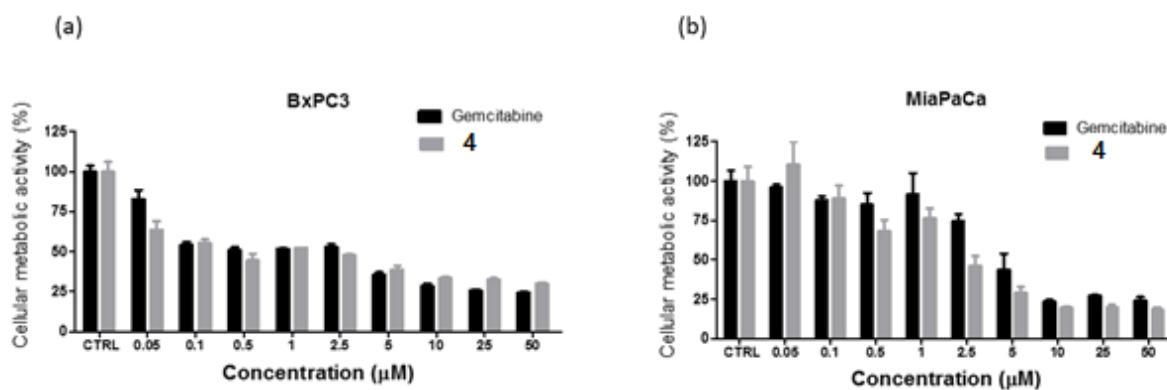 (a)
BxPC3
Gemcitabine
4
Cellular metabolic activity (%)
125
100
75
50
25
0
CTRL 0.05 0.1 0.5 1 2.5 5 10 25 50
Concentration (μM)
(b)
MiaPaCa
Gemcitabine
4
Cellular metabolic activity (%)
125
100
75
50
25
0
CTRL 0.05 0.1 0.5 1 2.5 5 10 25 50
Concentration (μM)